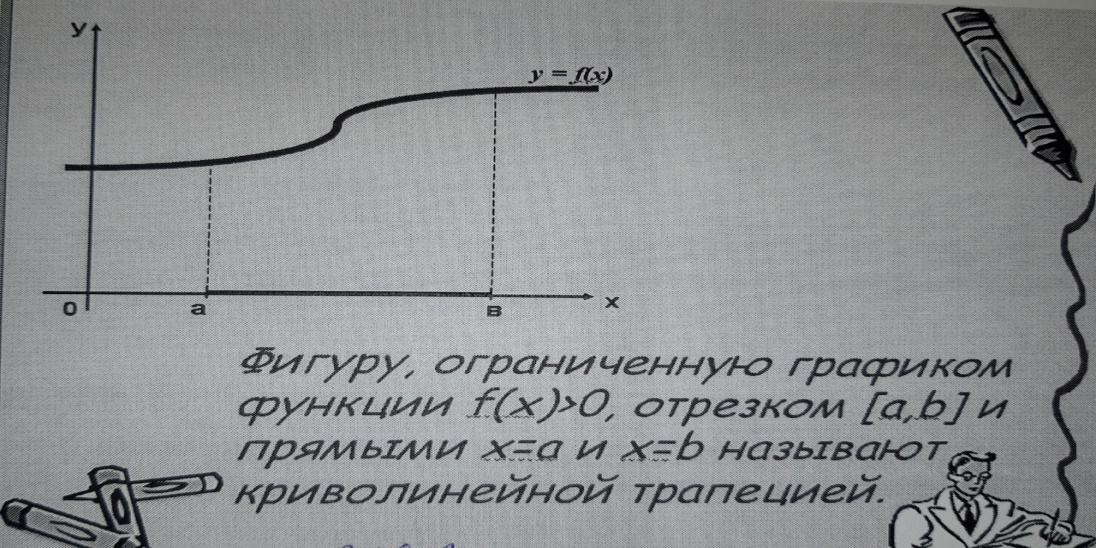 У
y = f(x)
0
а
в
х
Фигуру, ограниченную графиком
функции f(x)>0, отрезком [a,b] и
прямыми x=a и x=b называют
криволинейной трапецией.